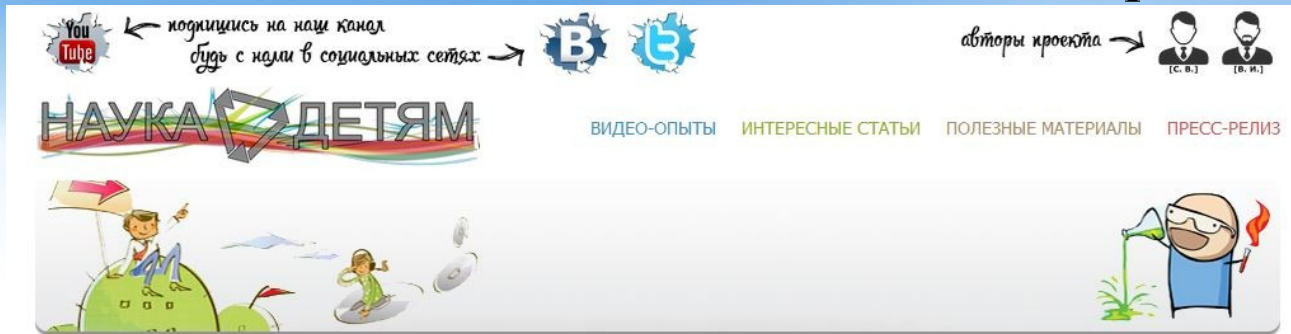 You
Tube
подпишись на наш канал
будь с нами в социальных сетях
В
авторы проекта
[С. В.]
[В. И.]
НАУКА ДЕТЯМ
ВИДЕО-ОПЫТЫ ИНТЕРЕСНЫЕ СТАТЬИ ПОЛЕЗНЫЕ МАТЕРИАЛЫ ПРЕСС-РЕЛИЗ